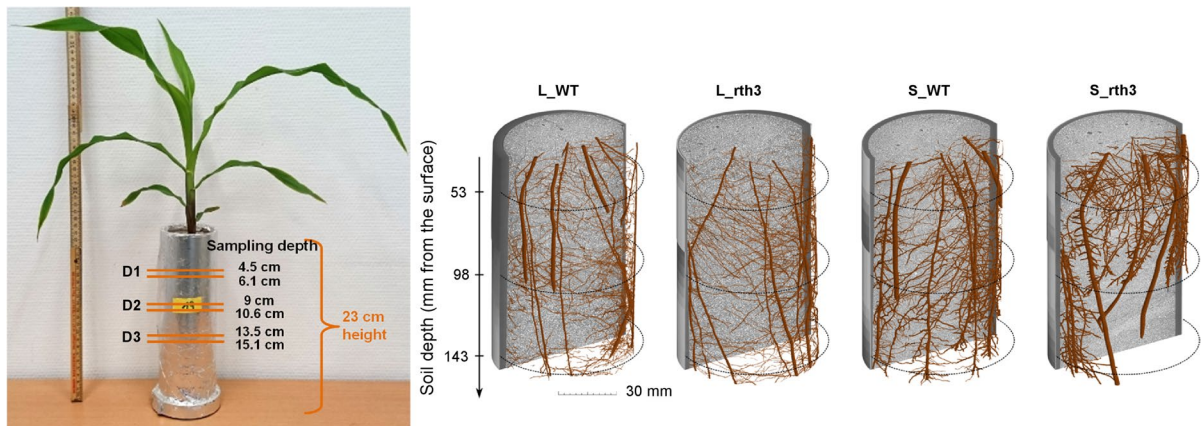 Sampling depth
D1
4.5 cm
6.1 cm
D2
9 cm
10.6 cm
D3
13.5 cm
15.1 cm
23 cm
height
L_WT
L_rth3
S_WT
S_rth3
Soil depth (mm from the surface)
53
98
143
30 mm